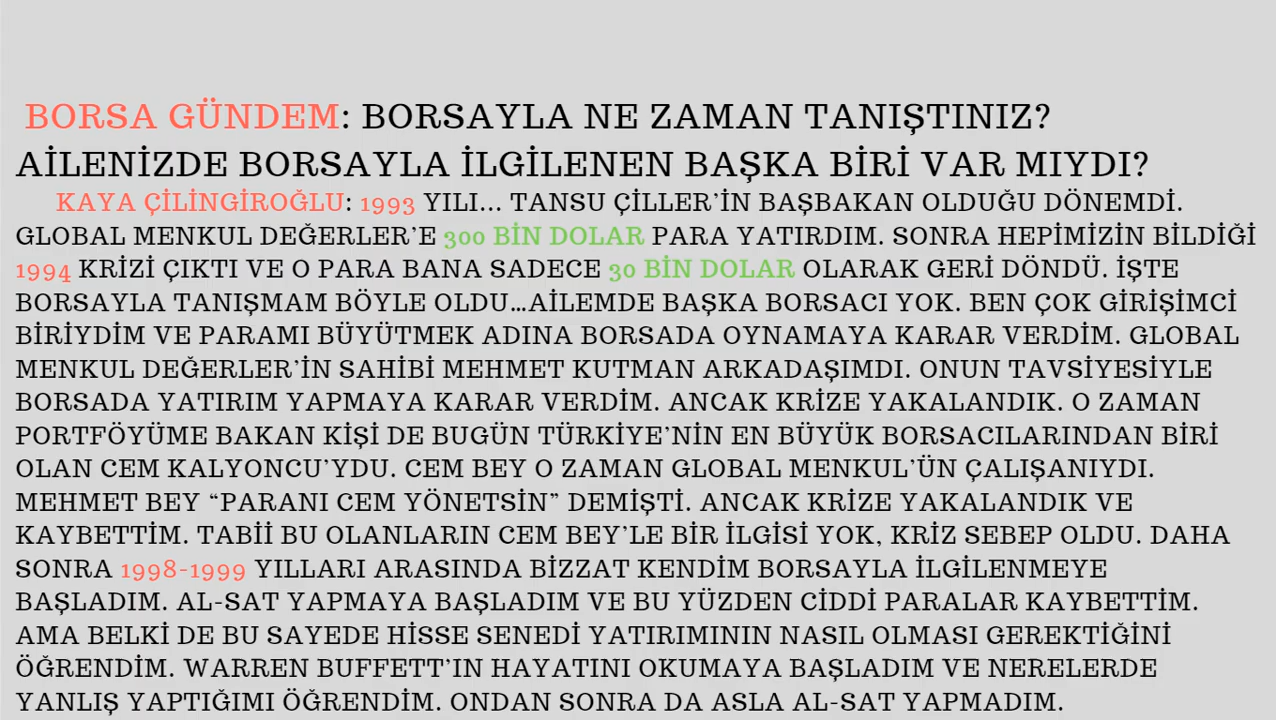 BORSA GÜNDEM: BORSAYLA NE ZAMAN TANIŞTINIZ?
AİLENİZDE BORSAYLA İLGİLENEN BAŞKA BİRİ VAR MIYDI?
KAYA ÇİLİNGİROĞLU: 1993 YILI... TANSU ÇİLLER'İN BAŞBAKAN OLDUĞU DÖNEMDİ.
GLOBAL MENKUL DEĞERLER'E 300 BİN DOLAR PARA YATIRDIM. SONRA HEPİMİZİN BİLDİĞİ
1994 KRİZİ ÇIKTI VE O PARA BANA SADECE 30 BİN DOLAR OLARAK GERİ DÖNDÜ. İŞTE
BORSAYLA TANIŞMAM BÖYLE OLDU...AİLEMDE BAŞKA BORSACI YOK. BEN ÇOK GİRİŞİMCİ
BİRİYDİM VE PARAMI BÜYÜTMEK ADINA BORSADA OYNAMAYA KARAR VERDİM. GLOBAL
MENKUL DEĞERLER'İN SAHİBİ MEHMET KUTMAN ARKADAŞIMDI. ONUN TAVSİYESİYLE
BORSADA YATIRIM YAPMAYA KARAR VERDİM. ANCAK KRİZE YAKALANDIK. O ZAMAN
PORTFÖYÜME BAKAN KİŞİ DE BUGÜN TÜRKİYE'NİN EN BÜYÜK BORSACILARINDAN BİRİ
OLAN CEM KALYONCU'YDU. CEM BEY O ZAMAN GLOBAL MENKUL'ÜN ÇALIŞANIYDI.
MEHMET BEY “PARANI CEM YÖNETSİN” DEMİŞTİ. ANCAK KRİZE YAKALANDIK VE
KAYBETTİM. TABİİ BU OLANLARIN CEM BEY'LE BİR İLGİSİ YOK, KRİZ SEBEP OLDU. DAHA
SONRA 1998-1999 YILLARI ARASINDA BİZZAT KENDİM BORSAYLA İLGİLENMEYE
BAŞLADIM. AL-SAT YAPMAYA BAŞLADIM VE BU YÜZDEN CİDDİ PARALAR KAYBETTİM.
AMA BELKİ DE BU SAYEDE HİSSE SENEDİ YATIRIMININ NASIL OLMASI GEREKTİĞİNİ
ÖĞRENDİM. WARREN BUFFETT'IN HAYATINI OKUMAYA BAŞLADIM VE NERELERDE
YANLIŞ YAPTIĞIMI ÖĞRENDİM. ONDAN SONRA DA ASLA AL-SAT YAPMADIM.